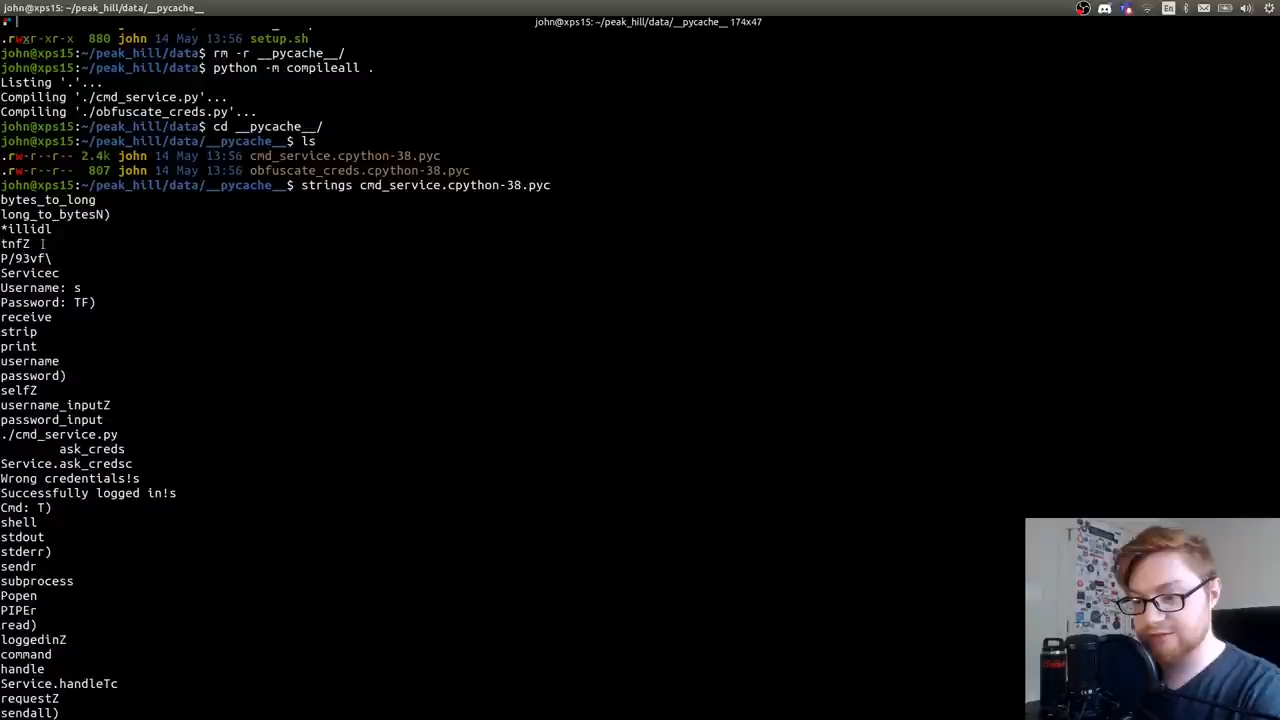 john@xps15: ~/peak_hill/data/__pycache__
En
john@xps15: ~/peak_hill/data/__pycache__ 174x47
.rwxr-xr-x  880 john 14 May 13:56 setup.sh
john@xps15:~/peak_hill/data$ rm -r __pycache__/
john@xps15:~/peak_hill/data$ python -m compileall .
Listing '.'...
Compiling './cmd_service.py'...
Compiling './obfuscate_creds.py'...
john@xps15:~/peak_hill/data$ cd __pycache__/
john@xps15:~/peak_hill/data/__pycache__$ ls
.rw-r--r-- 2.4k john 14 May 13:56 cmd_service.cpython-38.pyc
.rw-r--r--  807 john 14 May 13:56 obfuscate_creds.cpython-38.pyc
john@xps15:~/peak_hill/data/__pycache__$ strings cmd_service.cpython-38.pyc
bytes_to_long
long_to_bytesN)
*illidl
tnfZ
P/93vf\
Servicec
Username: s
Password: TF)
receive
strip
print
username
password)
selfZ
username_inputZ
password_input
./cmd_service.py
ask_creds
Service.ask_credsc
Wrong credentials!s
Successfully logged in!s
Cmd: T)
shell
stdout
stderr)
sendr
subprocess
Popen
PIPEr
read)
loggedinZ
command
handle
Service.handleTc
requestZ
sendall)